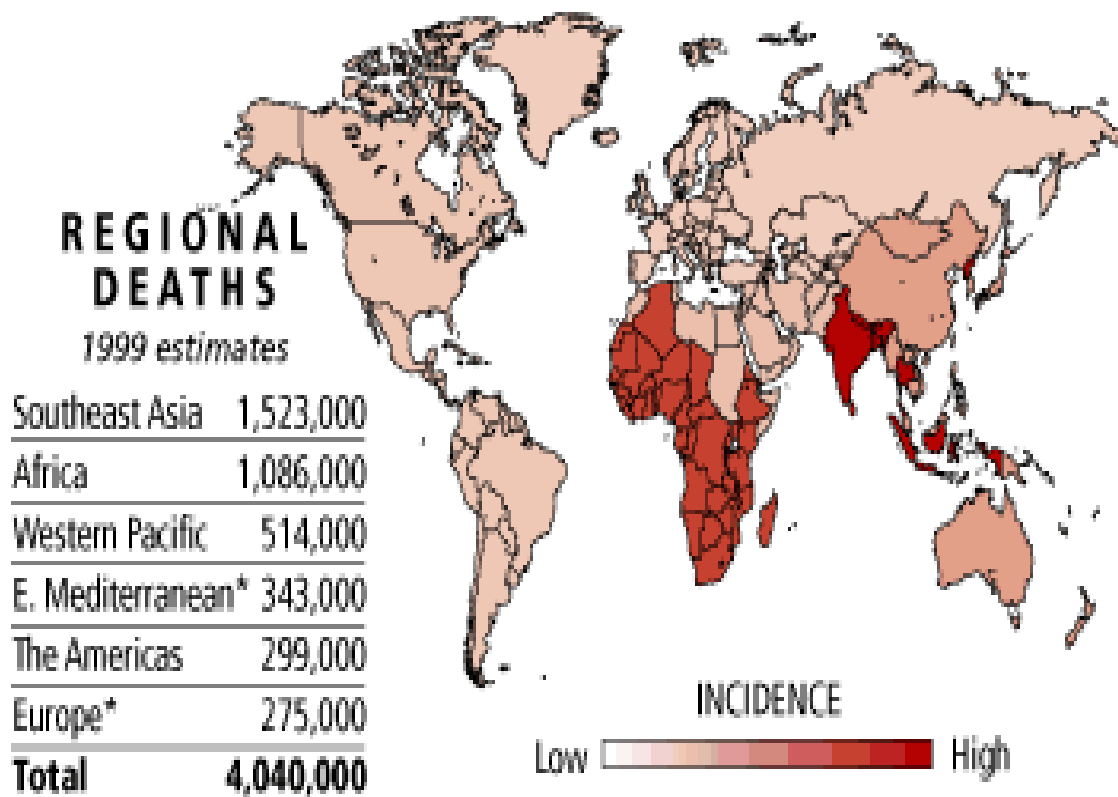 REGIONAL
DEATHS
1999 estimates
Southeast Asia 1,523,000
Africa 1,086,000
Western Pacific 514,000
E. Mediterranean* 343,000
The Americas 299,000
Europe* 275,000
Total 4,040,000
INCIDENCE
Low High